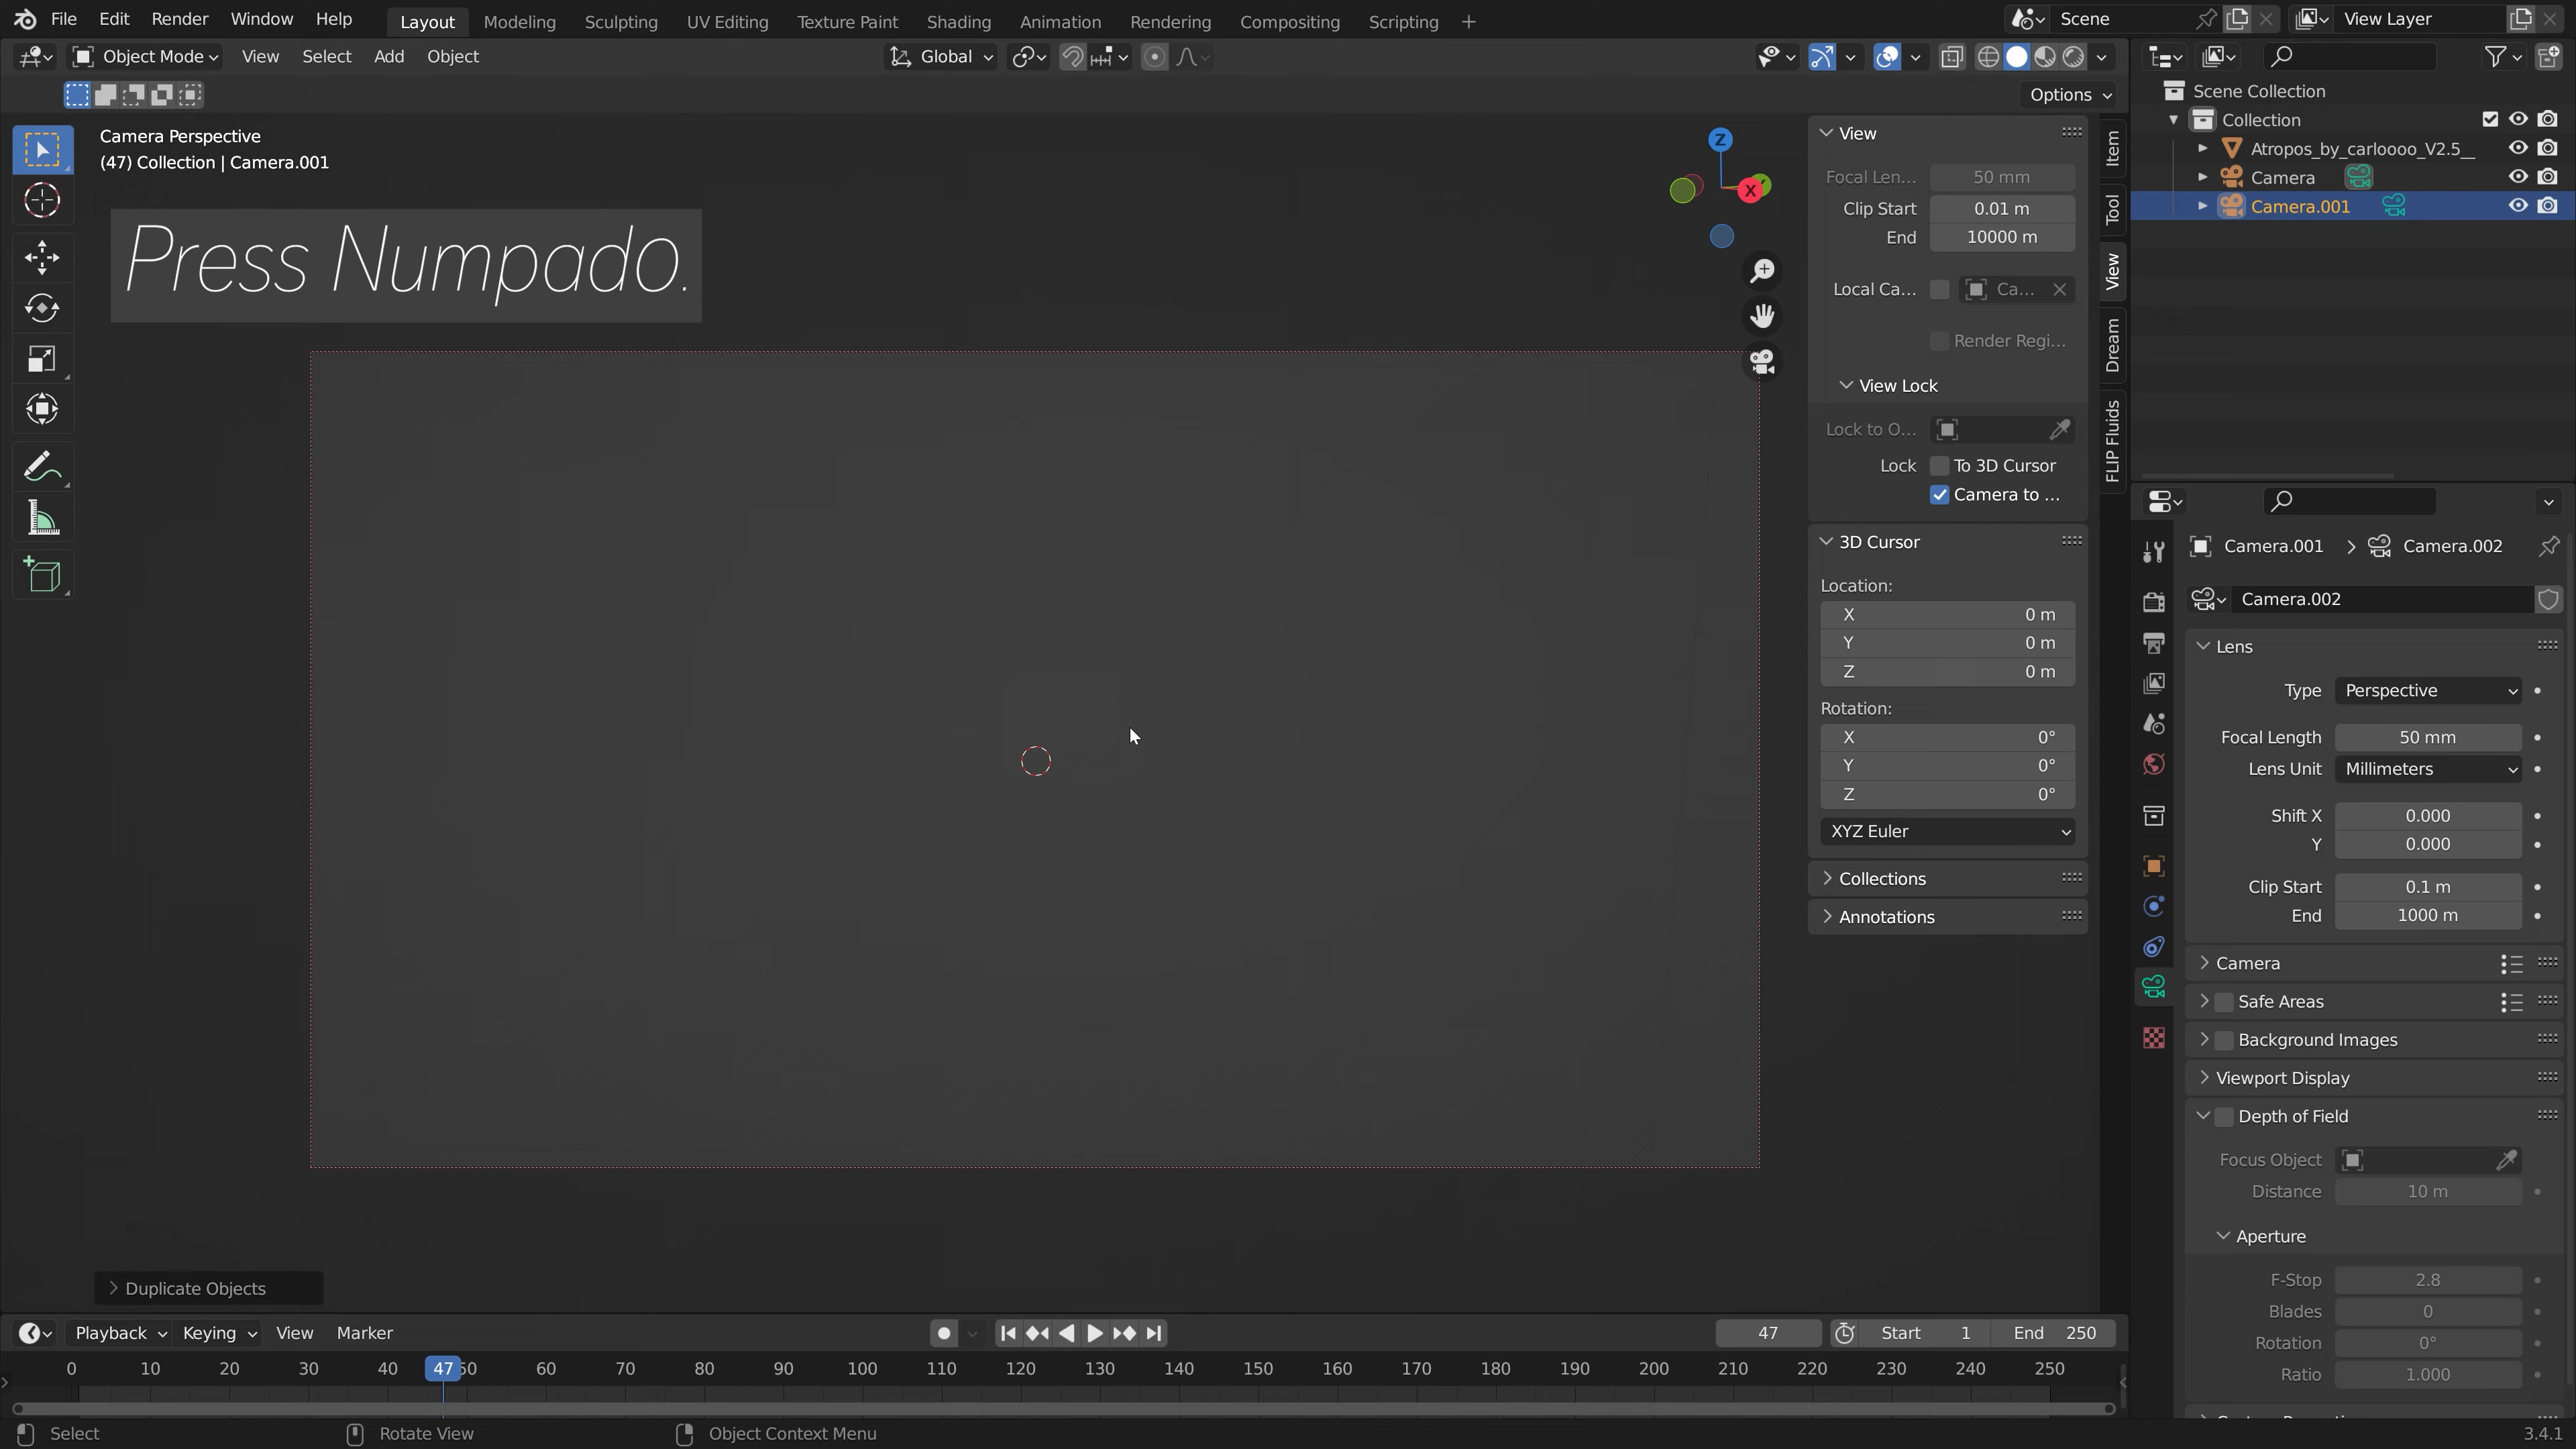 File Edit Render Window Help Layout Modeling Sculpting UV Editing Texture Paint Shading Animation Rendering Compositing Scripting + Scene View Layer
Object Mode View Select Add Object Global
Options
Camera Perspective
(47) Collection | Camera.001
Press Numpad0.
Z
X
View
Focal Len... 50 mm
Clip Start 0.01 m
End 10000 m
Local Ca... Ca...
Render Regi...
View Lock
Lock to O...
Lock To 3D Cursor
Camera to ...
3D Cursor
Location:
X 0 m
Y 0 m
Z 0 m
Rotation:
X 0°
Y 0°
Z 0°
XYZ Euler
Collections
Annotations
Item
Tool
View
Dream
FLIP Fluids
Scene Collection
Collection
Atropos_by_carloooo_V2.5__
Camera
Camera.001
Camera.001 Camera.002
Camera.002
Lens
Type Perspective
Focal Length 50 mm
Lens Unit Millimeters
Shift X 0.000
Y 0.000
Clip Start 0.1 m
End 1000 m
Camera
Safe Areas
Background Images
Viewport Display
Depth of Field
Focus Object
Distance 10 m
Aperture
F-Stop 2.8
Blades 0
Rotation 0°
Ratio 1.000
Duplicate Objects
Playback Keying View Marker 47 Start 1 End 250
0 10 20 30 40 47 50 60 70 80 90 100 110 120 130 140 150 160 170 180 190 200 210 220 230 240 250
Select Rotate View Object Context Menu 3.4.1